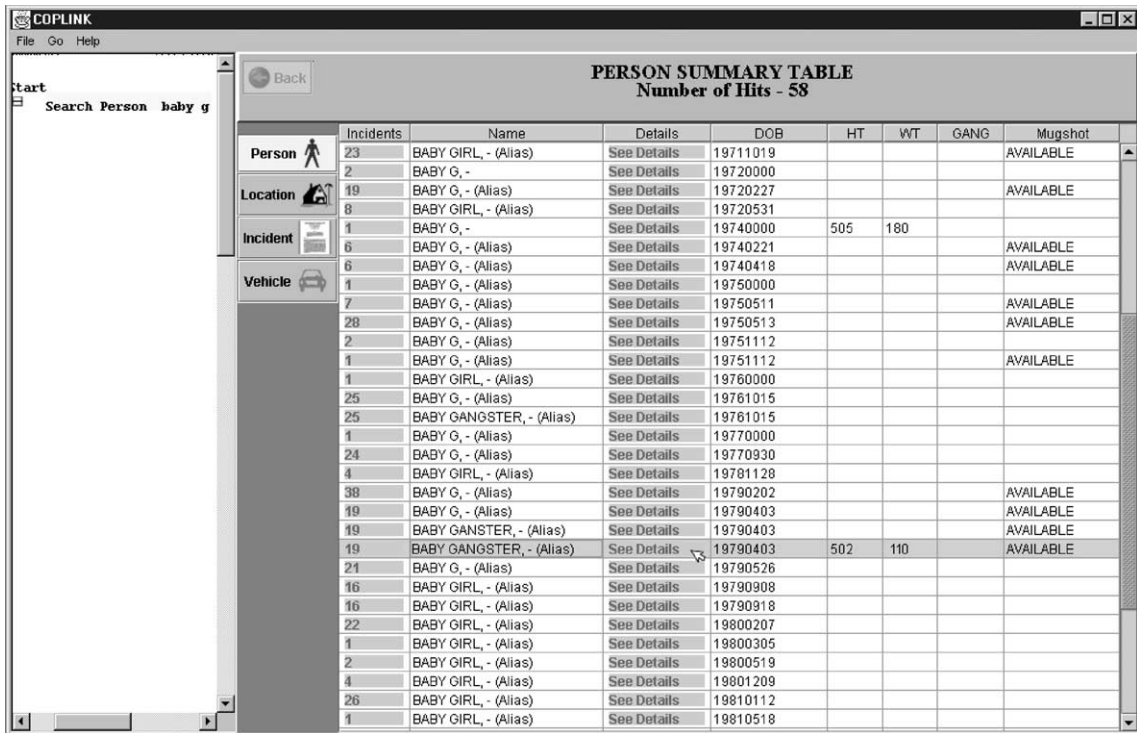 COPLINK
File Go Help
Start
Search Person baby g
Back
PERSON SUMMARY TABLE
Number of Hits - 58
Person
Location
Incident
Vehicle
Incidents Name Details DOB HT WT GANG Mugshot
23 BABY GIRL, - (Alias) See Details 19711019 AVAILABLE
2 BABY G, - See Details 19720000
19 BABY G, - (Alias) See Details 19720227 AVAILABLE
8 BABY GIRL, - (Alias) See Details 19720531
1 BABY G, - See Details 19740000 505 180
6 BABY G, - (Alias) See Details 19740221 AVAILABLE
6 BABY G, - (Alias) See Details 19740418 AVAILABLE
1 BABY G, - (Alias) See Details 19750000
7 BABY G, - (Alias) See Details 19750511 AVAILABLE
28 BABY G, - (Alias) See Details 19750513 AVAILABLE
2 BABY G, - (Alias) See Details 19751112
1 BABY G, - (Alias) See Details 19751112 AVAILABLE
1 BABY GIRL, - (Alias) See Details 19760000
25 BABY G, - (Alias) See Details 19761015
25 BABY GANGSTER, - (Alias) See Details 19761015
1 BABY G, - (Alias) See Details 19770000
24 BABY G, - (Alias) See Details 19770930
4 BABY GIRL, - (Alias) See Details 19781128
38 BABY G, - (Alias) See Details 19790202 AVAILABLE
19 BABY G, - (Alias) See Details 19790403 AVAILABLE
19 BABY GANSTER, - (Alias) See Details 19790403 AVAILABLE
19 BABY GANGSTER, - (Alias) See Details 19790403 502 110 AVAILABLE
21 BABY G, - (Alias) See Details 19790526
16 BABY GIRL, - (Alias) See Details 19790908
16 BABY GIRL, - (Alias) See Details 19790918
22 BABY GIRL, - (Alias) See Details 19800207
1 BABY GIRL, - (Alias) See Details 19800305
2 BABY GIRL, - (Alias) See Details 19800519
4 BABY GIRL, - (Alias) See Details 19801209
26 BABY GIRL, - (Alias) See Details 19810112
1 BABY GIRL, - (Alias) See Details 19810518